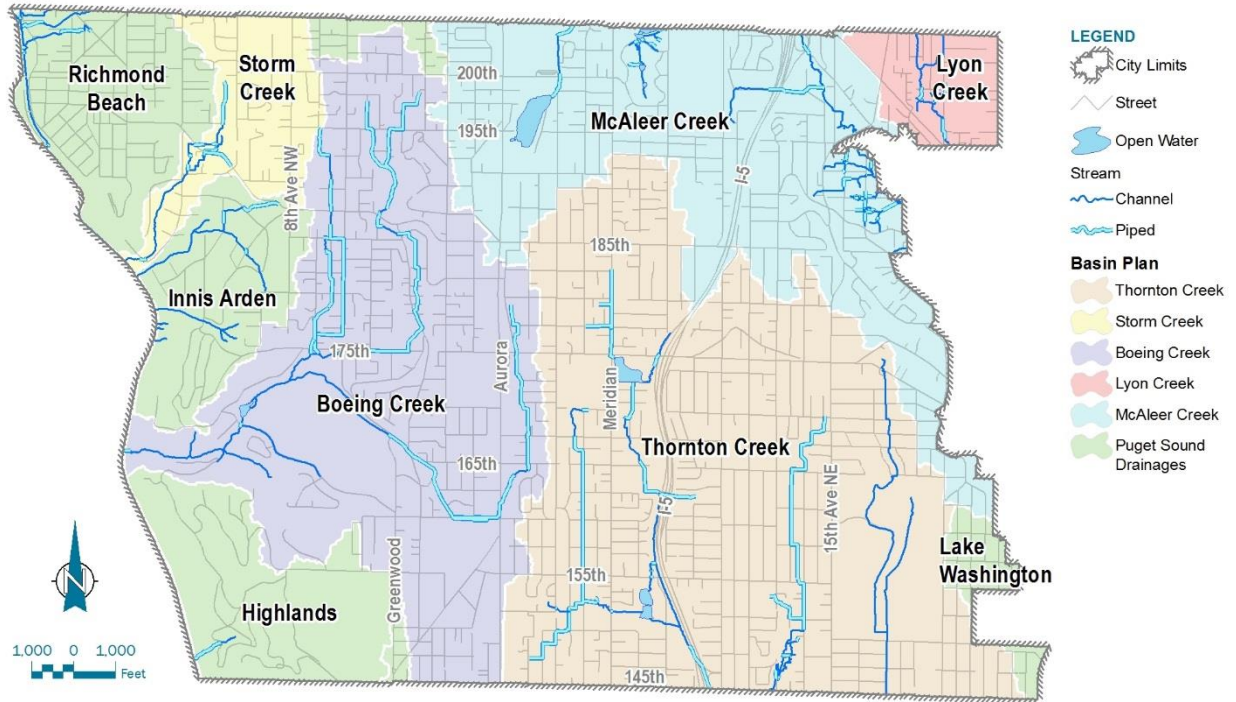 Richmond
Beach
Storm
Creek
200th
195th
McAleer Creek
Lyon
Creek
8th Ave NW
I-5
185th
Innis Arden
175th
Aurora
Boeing Creek
Meridian
Thornton Creek
165th
I-5
15th Ave NE
155th
Lake
Washington
Greenwood
Highlands
145th
N
1,000 0 1,000
Feet
LEGEND
City Limits
Street
Open Water
Stream
Channel
Piped
Basin Plan
Thornton Creek
Storm Creek
Boeing Creek
Lyon Creek
McAleer Creek
Puget Sound
Drainages